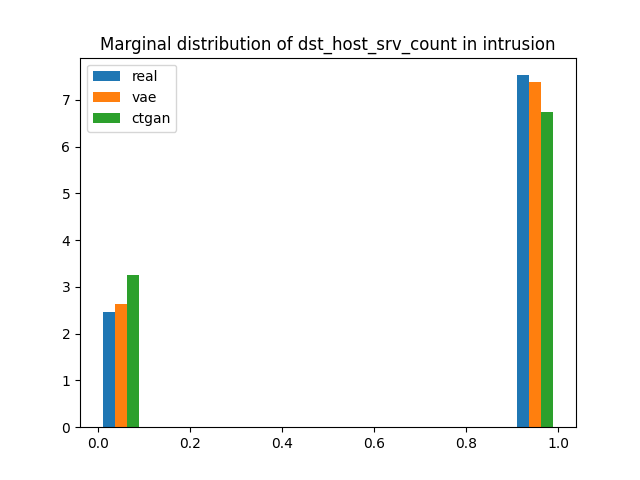 Marginal distribution of dst_host_srv_count in intrusion
real
vae
ctgan
7
6
5
4
3
2
1
0
0.0 0.2 0.4 0.6 0.8 1.0